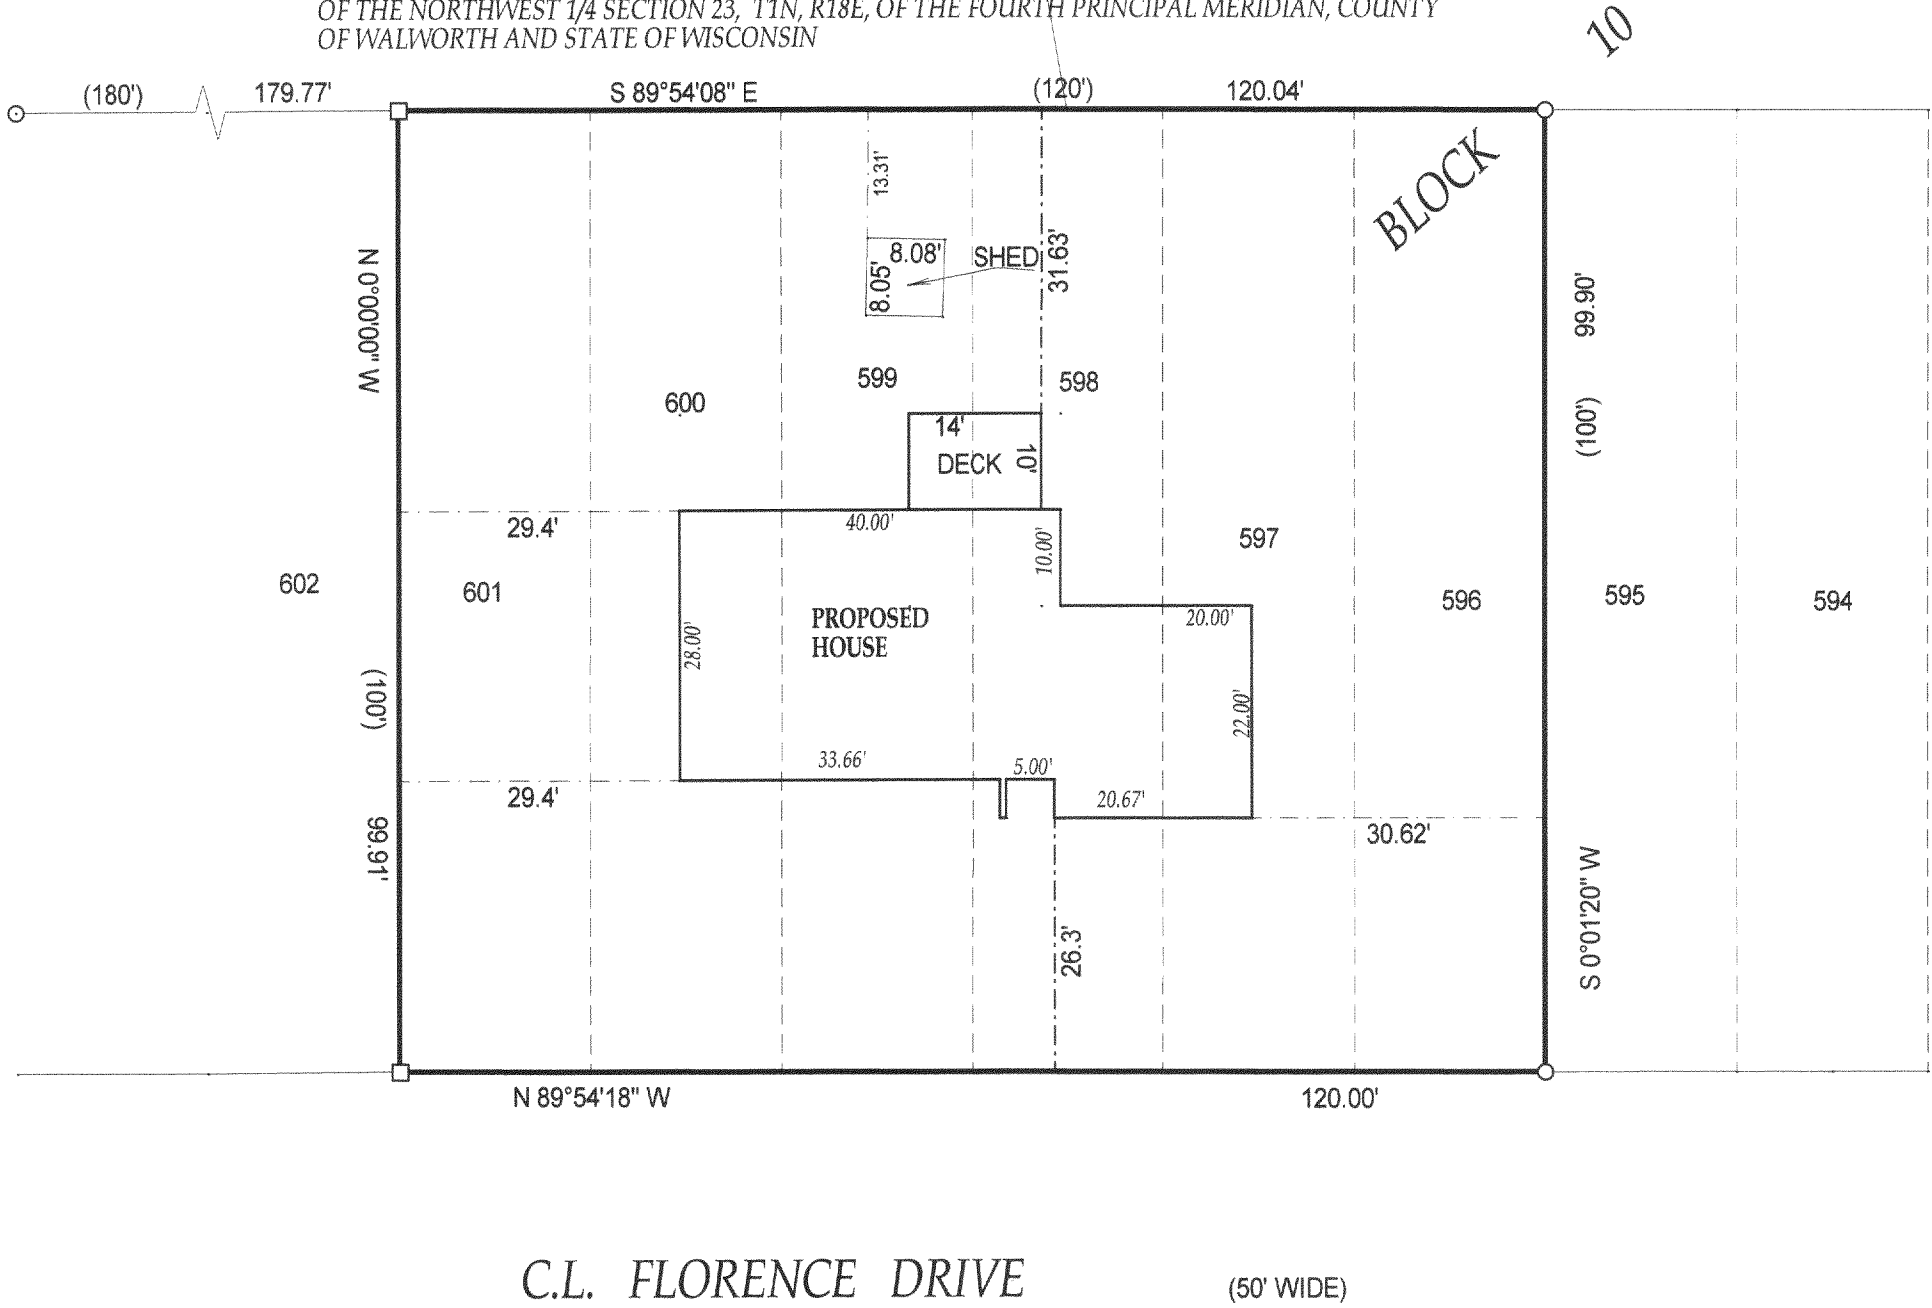 OF THE NORTHWEST 1/4 SECTION 23, T1N, R18E, OF THE FOURTH PRINCIPAL MERIDIAN, COUNTY
OF WALWORTH AND STATE OF WISCONSIN
10
(180')
179.77'
S 89°54'08" E
(120')
120.04'
BLOCK
13.31'
8.08'
8.05'
SHED
31.63'
N 0°00'00" W
99.90'
(100')
600
599
598
14'
DECK
10'
29.4'
40.00'
10.00'
597
602
601
PROPOSED
HOUSE
28.00'
20.00'
596
595
594
(100')
22.00'
33.66'
5.00'
29.4'
20.67'
30.62'
99.91'
26.3'
S 0°01'20" W
N 89°54'18" W
120.00'
C.L. FLORENCE DRIVE
(50' WIDE)